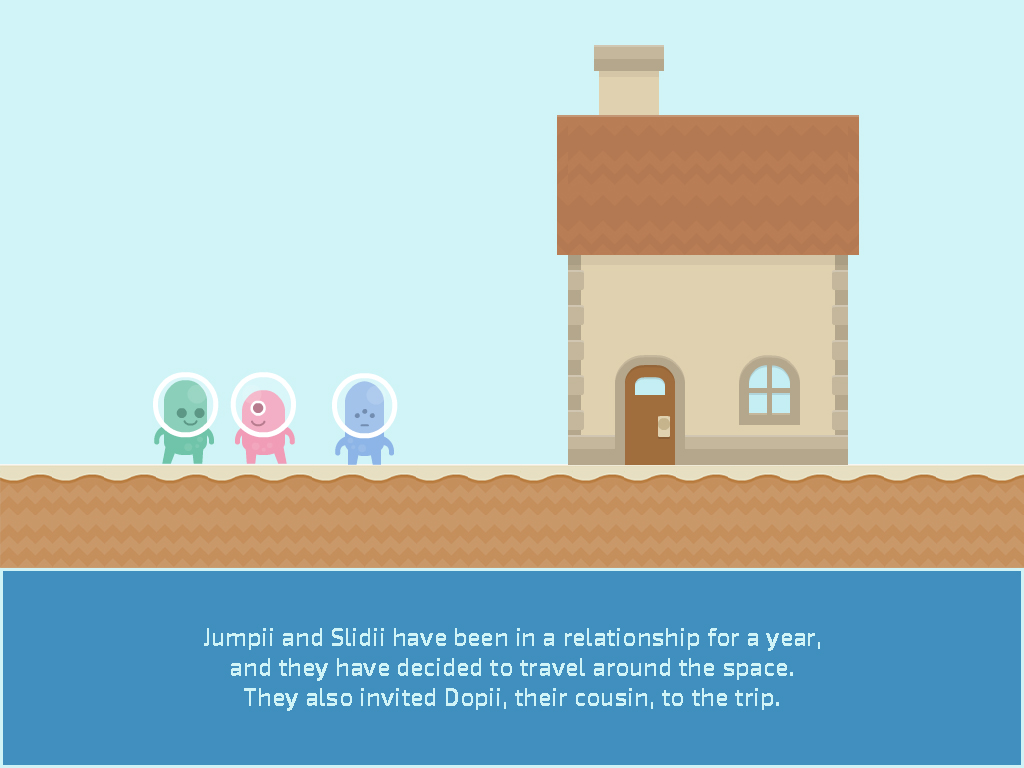 Jumpii and Slidii have been in a relationship for a year,
and they have decided to travel around the space.
They also invited Dopii, their cousin, to the trip.